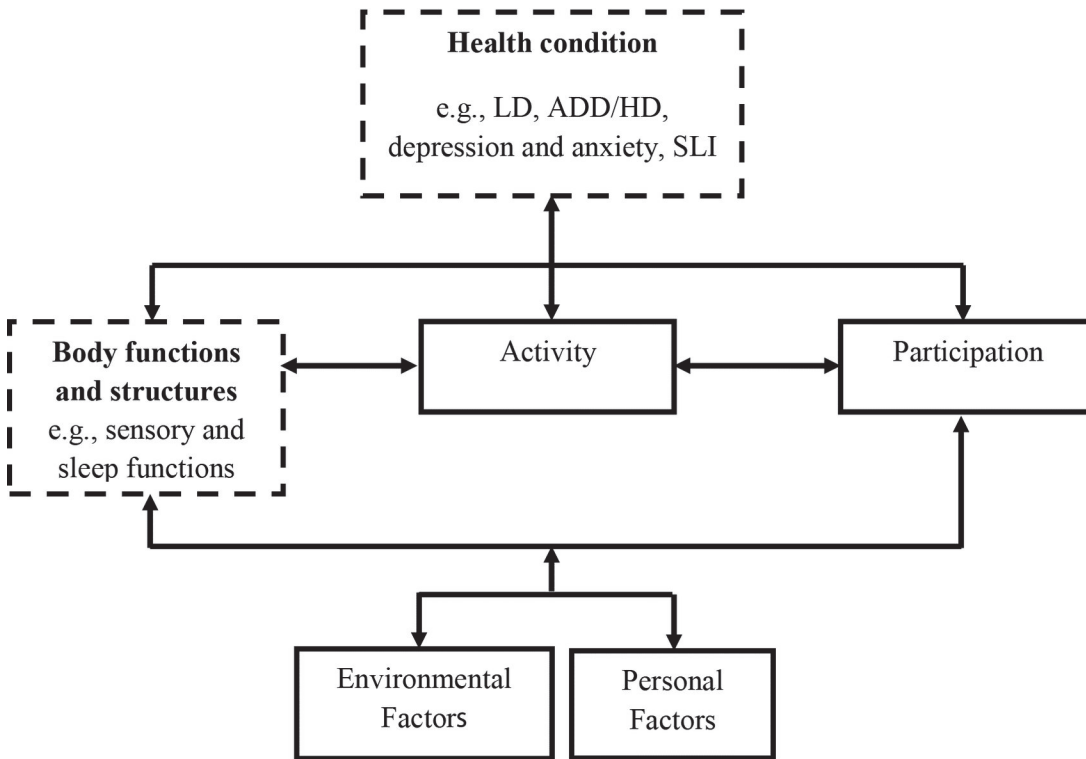 Health condition
e.g., LD, ADD/HD,
depression and anxiety, SLI
Body functions
and structures
e.g., sensory and
sleep functions
Activity
Participation
Environmental
Factors
Personal
Factors